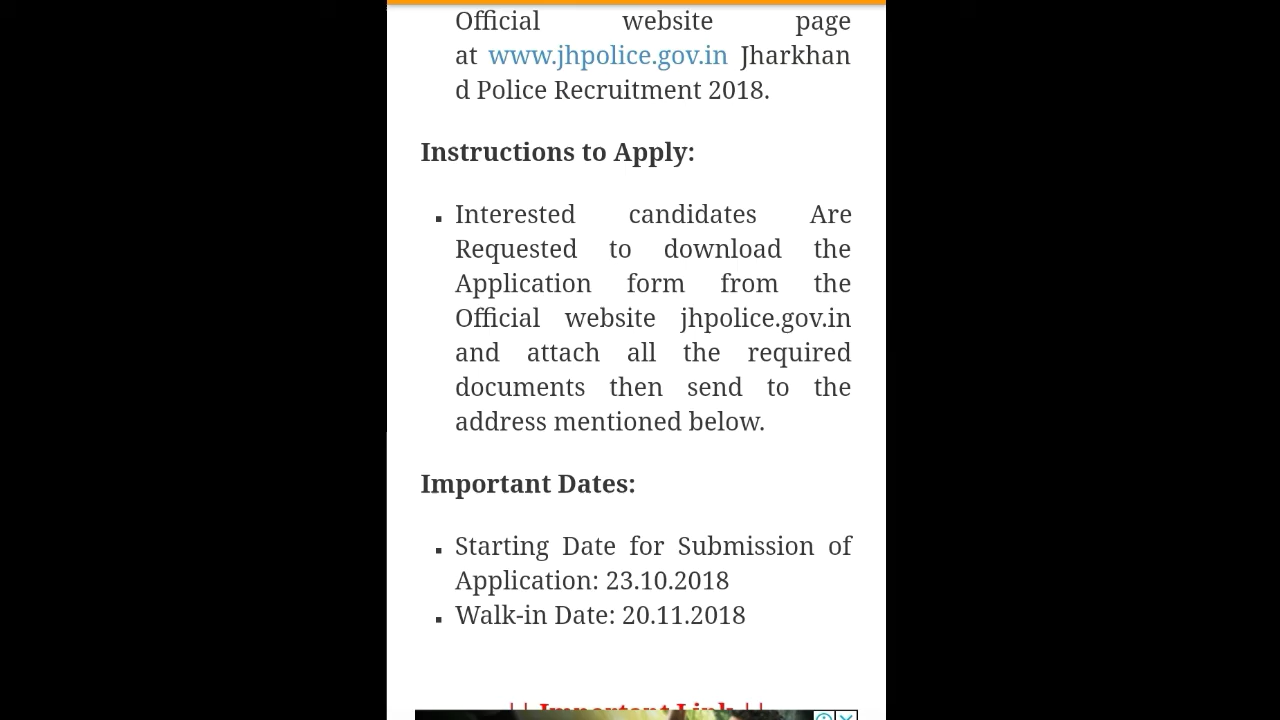 Official website page
at www.jhpolice.gov.in Jharkhan
d Police Recruitment 2018.
Instructions to Apply:
▪ Interested candidates Are
Requested to download the
Application form from the
Official website jhpolice.gov.in
and attach all the required
documents then send to the
address mentioned below.
Important Dates:
▪ Starting Date for Submission of
Application: 23.10.2018
▪ Walk-in Date: 20.11.2018
|| Important Link ||